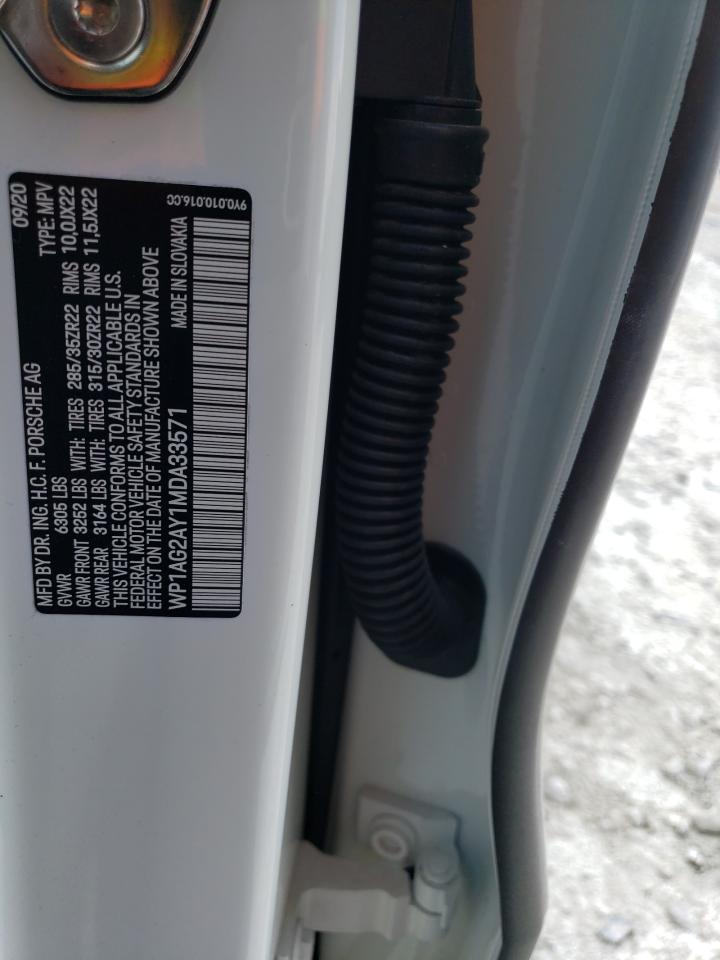 MFD BY DR. ING. H.C. F. PORSCHE AG 09/20
GVWR 6305 LBS TYPE: MPV
GAWR FRONT 3252 LBS WITH: TIRES 285/35ZR22 RIMS 10,0JX22
GAWR REAR 3164 LBS WITH: TIRES 315/30ZR22 RIMS 11,5JX22
THIS VEHICLE CONFORMS TO ALL APPLICABLE U.S.
FEDERAL MOTOR VEHICLE SAFETY STANDARDS IN
EFFECT ON THE DATE OF MANUFACTURE SHOWN ABOVE
WP1AG2AY1MDA33571 MADE IN SLOVAKIA
9Y0.010.016.CC